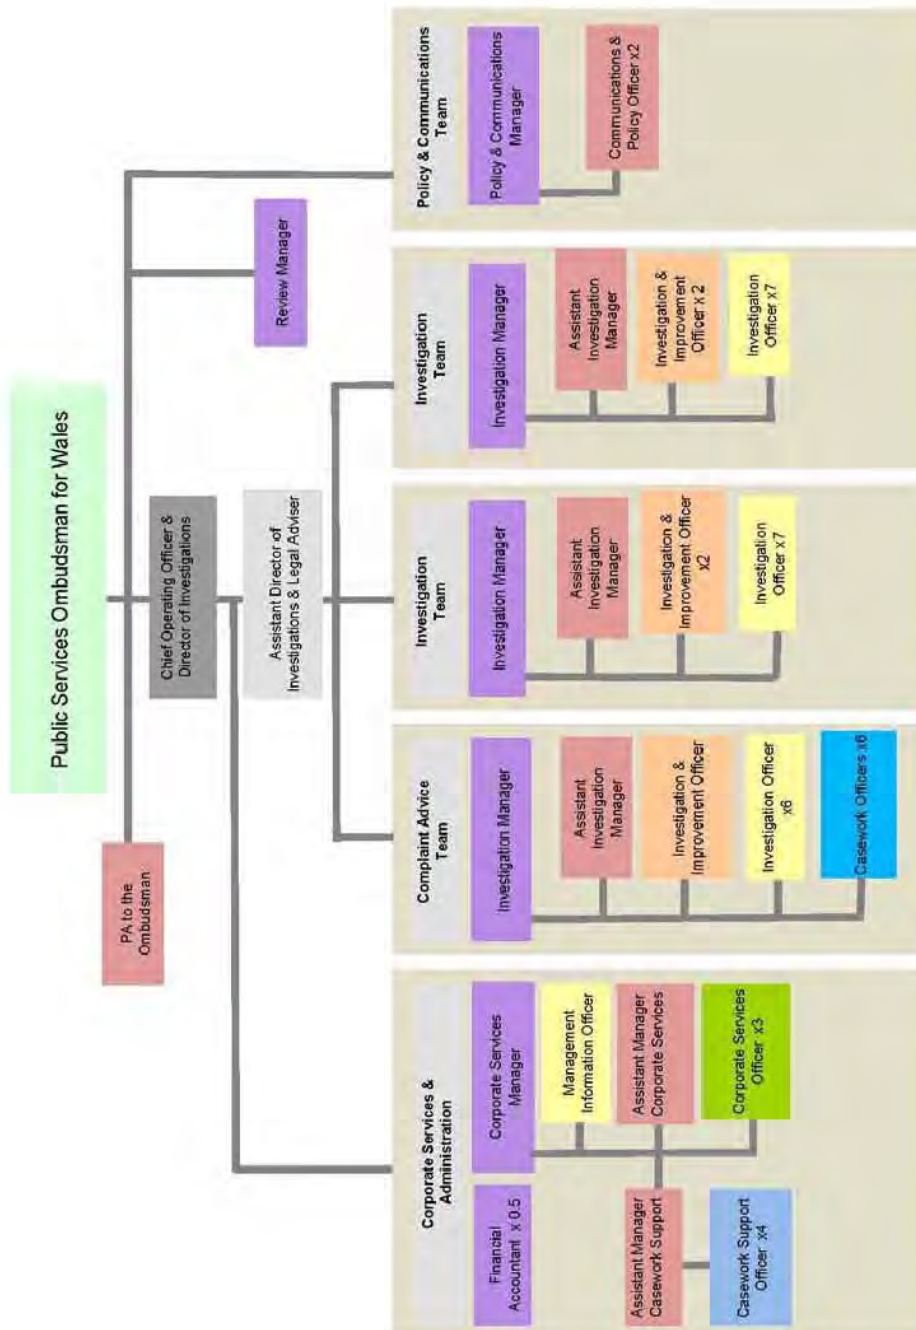 Public Services Ombudsman for Wales
PA to the
Ombudsman
Chief Operating Officer &
Director of Investigations
Review Manager
Assistant Director of
Investigations & Legal Adviser
Corporate Services &
Administration
Financial
Accountant x 0.5
Corporate Services
Manager
Management
Information Officer
Assistant Manager
Casework Support
Assistant Manager
Corporate Services
Casework Support
Officer x4
Corporate Services
Officer x3
Complaint Advice
Team
Investigation Manager
Assistant
Investigation
Manager
Investigation &
Improvement Officer
Investigation Officer
x6
Casework Officers x6
Investigation
Team
Investigation Manager
Assistant
Investigation
Manager
Investigation &
Improvement Officer
x2
Investigation
Officer x7
Investigation
Team
Investigation Manager
Assistant
Investigation
Manager
Investigation &
Improvement
Officer x 2
Investigation
Officer x7
Policy & Communications
Team
Policy & Communications
Manager
Communications &
Policy Officer x2